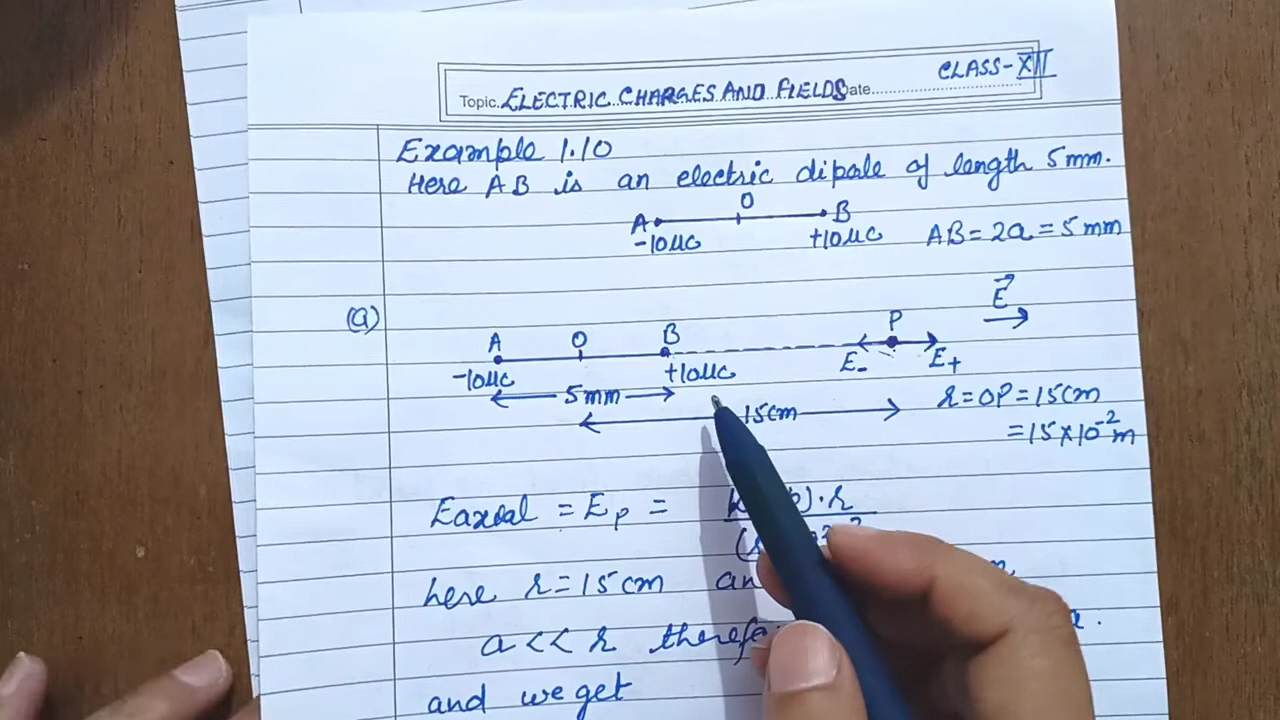 CLASS-XII
Topic. ELECTRIC CHARGES AND FIELDS Date
Example 1.10
Here AB is an electric dipole of length 5mm.
A O B
-10μC +10μC AB = 2a = 5mm
(a)
A O B P E⃗
-10μC +10μC E- E+
5mm
15cm r = OP = 15cm
= 15×10⁻²m
Eaxial = Ep =
here r = 15cm
a << r
and we get